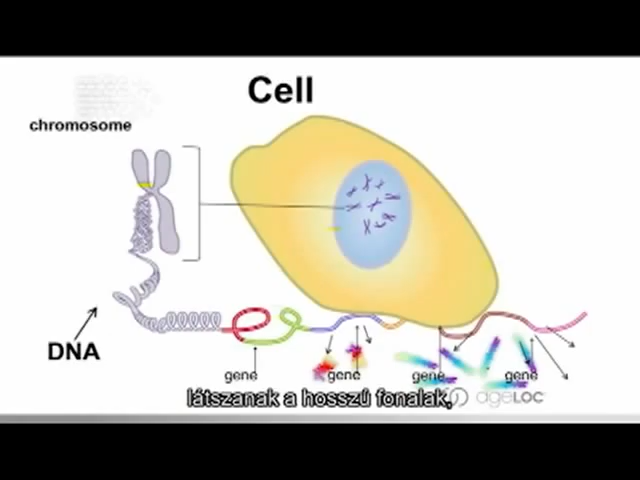 Cell
chromosome
DNA
gene gene gene gene
látszanak a hosszú fonalak,
ageLOC